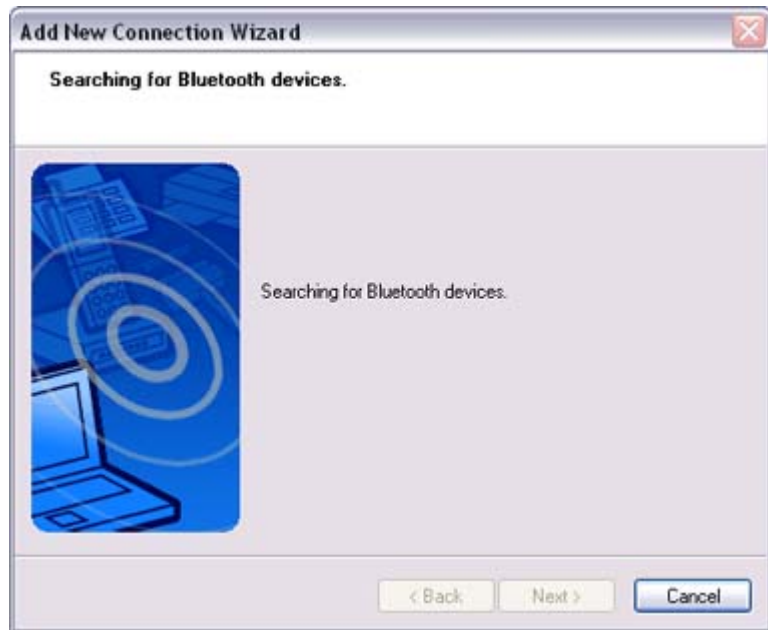 Add New Connection Wizard
Searching for Bluetooth devices.
Searching for Bluetooth devices.
< Back
Next >
Cancel